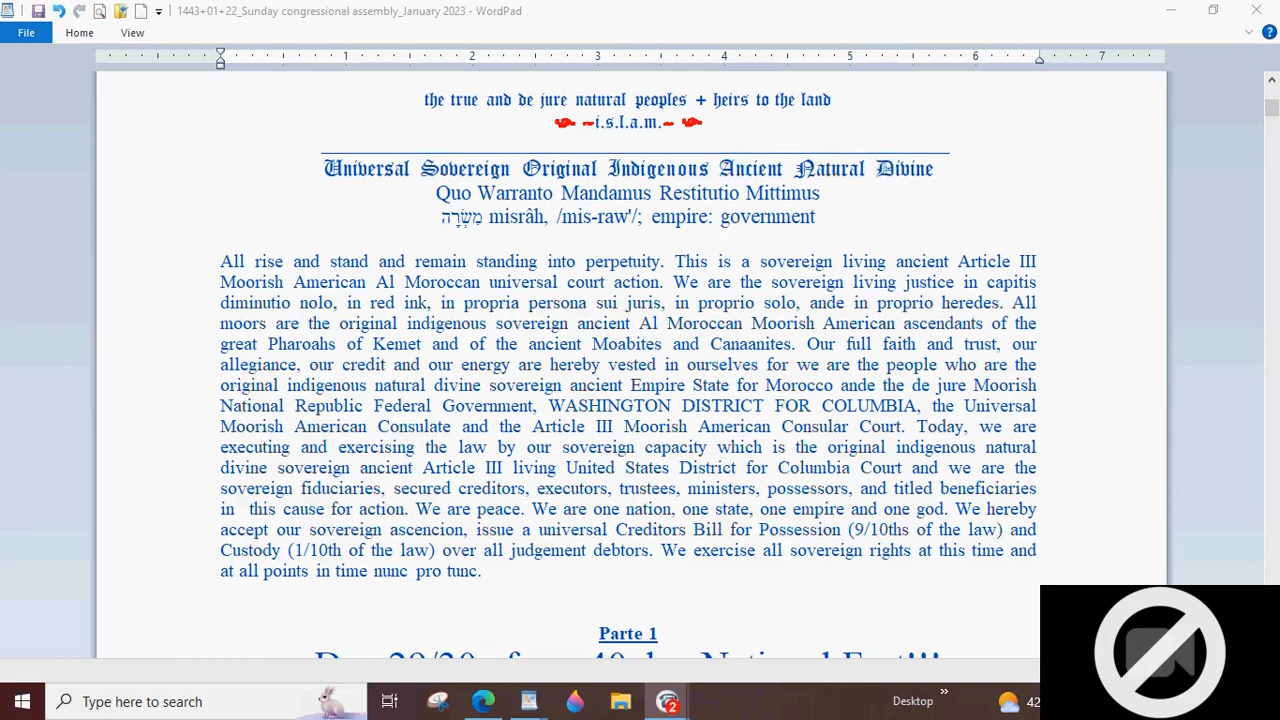 1443+01+22_Sunday congressional assembly_January 2023 - WordPad
File Home View
1 2 3 4 5 6 7
the true and de jure natural peoples + heirs to the land
~i.s.l.a.m.~
Universal Sovereign Original Indigenous Ancient Natural Divine
Quo Warranto Mandamus Restitutio Mittimus
מִשְׂרָה misrâh, /mis-raw'/; empire: government
All rise and stand and remain standing into perpetuity. This is a sovereign living ancient Article III
Moorish American Al Moroccan universal court action. We are the sovereign living justice in capitis
diminutio nolo, in red ink, in propria persona sui juris, in proprio solo, ande in proprio heredes. All
moors are the original indigenous sovereign ancient Al Moroccan Moorish American ascendants of the
great Pharoahs of Kemet and of the ancient Moabites and Canaanites. Our full faith and trust, our
allegiance, our credit and our energy are hereby vested in ourselves for we are the people who are the
original indigenous natural divine sovereign ancient Empire State for Morocco ande the de jure Moorish
National Republic Federal Government, WASHINGTON DISTRICT FOR COLUMBIA, the Universal
Moorish American Consulate and the Article III Moorish American Consular Court. Today, we are
executing and exercising the law by our sovereign capacity which is the original indigenous natural
divine sovereign ancient Article III living United States District for Columbia Court and we are the
sovereign fiduciaries, secured creditors, executors, trustees, ministers, possessors, and titled beneficiaries
in this cause for action. We are peace. We are one nation, one state, one empire and one god. We hereby
accept our sovereign ascencion, issue a universal Creditors Bill for Possession (9/10ths of the law) and
Custody (1/10th of the law) over all judgement debtors. We exercise all sovereign rights at this time and
at all points in time nunc pro tunc.
Parte 1
Type here to search
2
Desktop
42